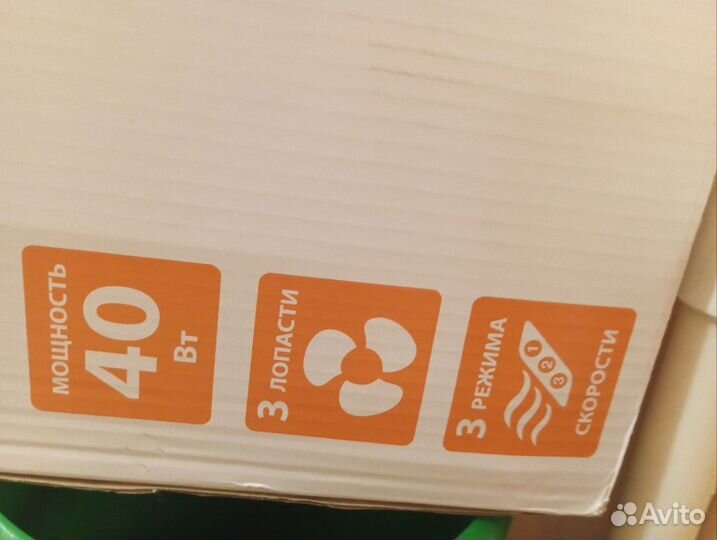 МОЩНОСТЬ
40
Вт
3 ЛОПАСТИ
3 РЕЖИМА
1 2 3
СКОРОСТИ
Avito